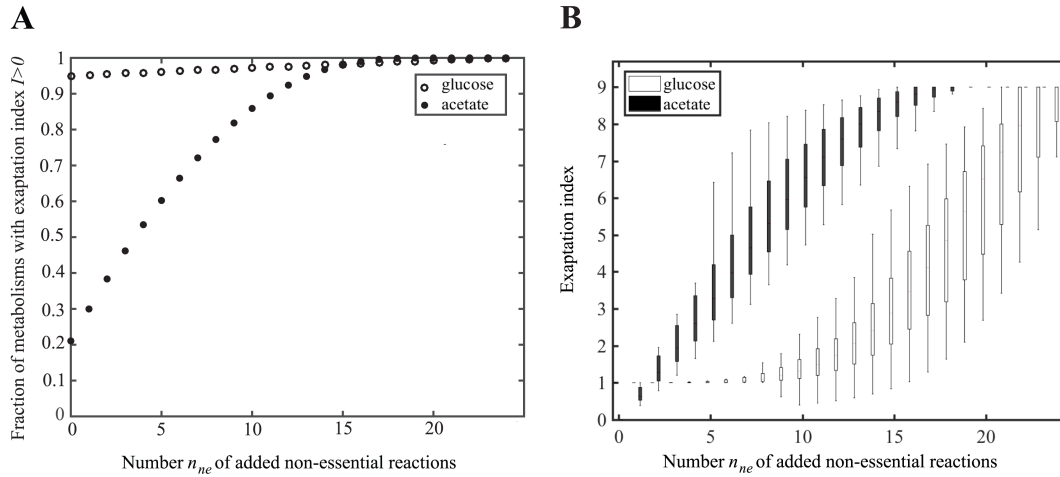 A
Fraction of metabolisms with exaptation index I>0
1
0.9
0.8
0.7
0.6
0.5
0.4
0.3
0.2
0.1
0
glucose
acetate
0 5 10 15 20
Number nne of added non-essential reactions
B
Exaptation index
9
8
7
6
5
4
3
2
1
0
glucose
acetate
0 5 10 15 20
Number nne of added non-essential reactions